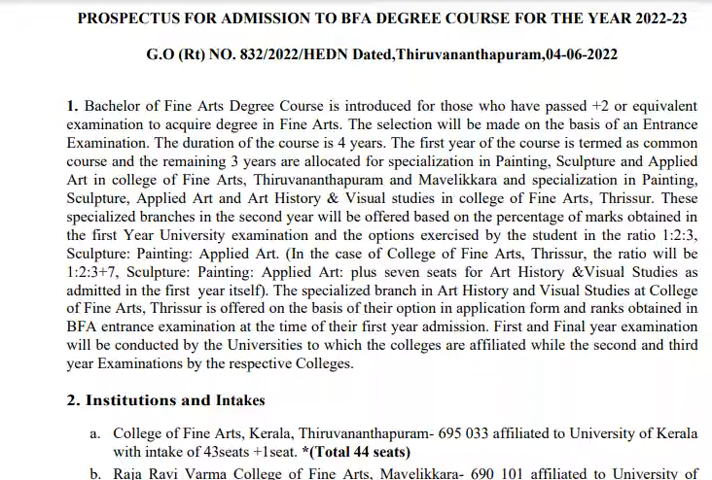 PROSPECTUS FOR ADMISSION TO BFA DEGREE COURSE FOR THE YEAR 2022-23
G.O (Rt) NO. 832/2022/HEDN Dated,Thiruvananthapuram,04-06-2022
1. Bachelor of Fine Arts Degree Course is introduced for those who have passed +2 or equivalent
examination to acquire degree in Fine Arts. The selection will be made on the basis of an Entrance
Examination. The duration of the course is 4 years. The first year of the course is termed as common
course and the remaining 3 years are allocated for specialization in Painting, Sculpture and Applied
Art in college of Fine Arts, Thiruvananthapuram and Mavelikkara and specialization in Painting,
Sculpture, Applied Art and Art History & Visual studies in college of Fine Arts, Thrissur. These
specialized branches in the second year will be offered based on the percentage of marks obtained in
the first Year University examination and the options exercised by the student in the ratio 1:2:3,
Sculpture: Painting: Applied Art. (In the case of College of Fine Arts, Thrissur, the ratio will be
1:2:3+7, Sculpture: Painting: Applied Art: plus seven seats for Art History &Visual Studies as
admitted in the first year itself). The specialized branch in Art History and Visual Studies at College
of Fine Arts, Thrissur is offered on the basis of their option in application form and ranks obtained in
BFA entrance examination at the time of their first year admission. First and Final year examination
will be conducted by the Universities to which the colleges are affiliated while the second and third
year Examinations by the respective Colleges.
2. Institutions and Intakes
a. College of Fine Arts, Kerala, Thiruvananthapuram- 695 033 affiliated to University of Kerala
with intake of 43seats +1seat. *(Total 44 seats)
b. Raja Ravi Varma College of Fine Arts, Mavelikkara- 690 101 affiliated to University of